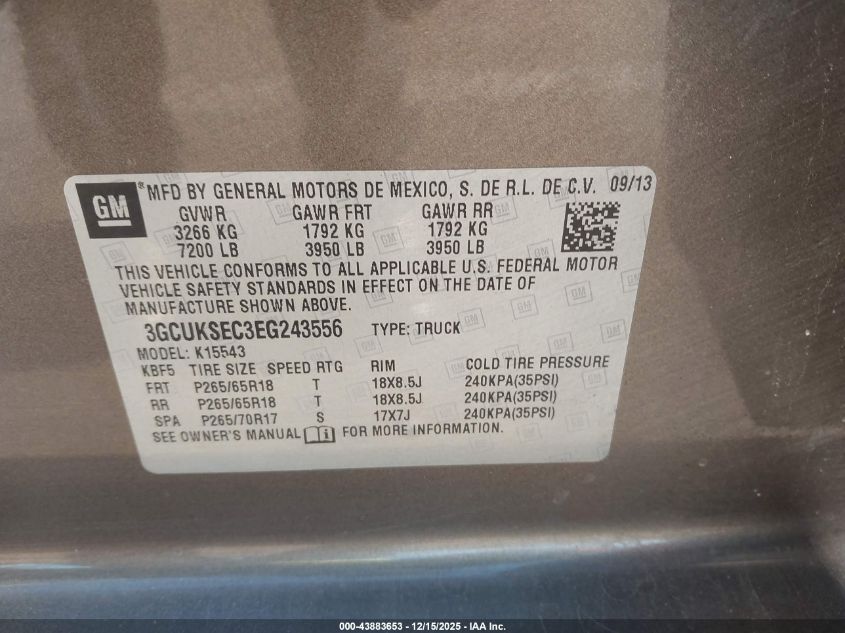 GM ® MFD BY GENERAL MOTORS DE MEXICO, S. DE R.L. DE C.V. 09/13
GVWR GAWR FRT GAWR RR
3266 KG 1792 KG 1792 KG
7200 LB 3950 LB 3950 LB
THIS VEHICLE CONFORMS TO ALL APPLICABLE U.S. FEDERAL MOTOR
VEHICLE SAFETY STANDARDS IN EFFECT ON THE DATE OF
MANUFACTURE SHOWN ABOVE.
3GCUKSEC3EG243556 TYPE: TRUCK
MODEL: K15543
KBF5 TIRE SIZE SPEED RTG RIM COLD TIRE PRESSURE
FRT P265/65R18 T 18X8.5J 240KPA(35PSI)
RR P265/65R18 T 18X8.5J 240KPA(35PSI)
SPA P265/70R17 S 17X7J 240KPA(35PSI)
SEE OWNER'S MANUAL FOR MORE INFORMATION.
000-43883653 - 12/15/2025 - IAA Inc.